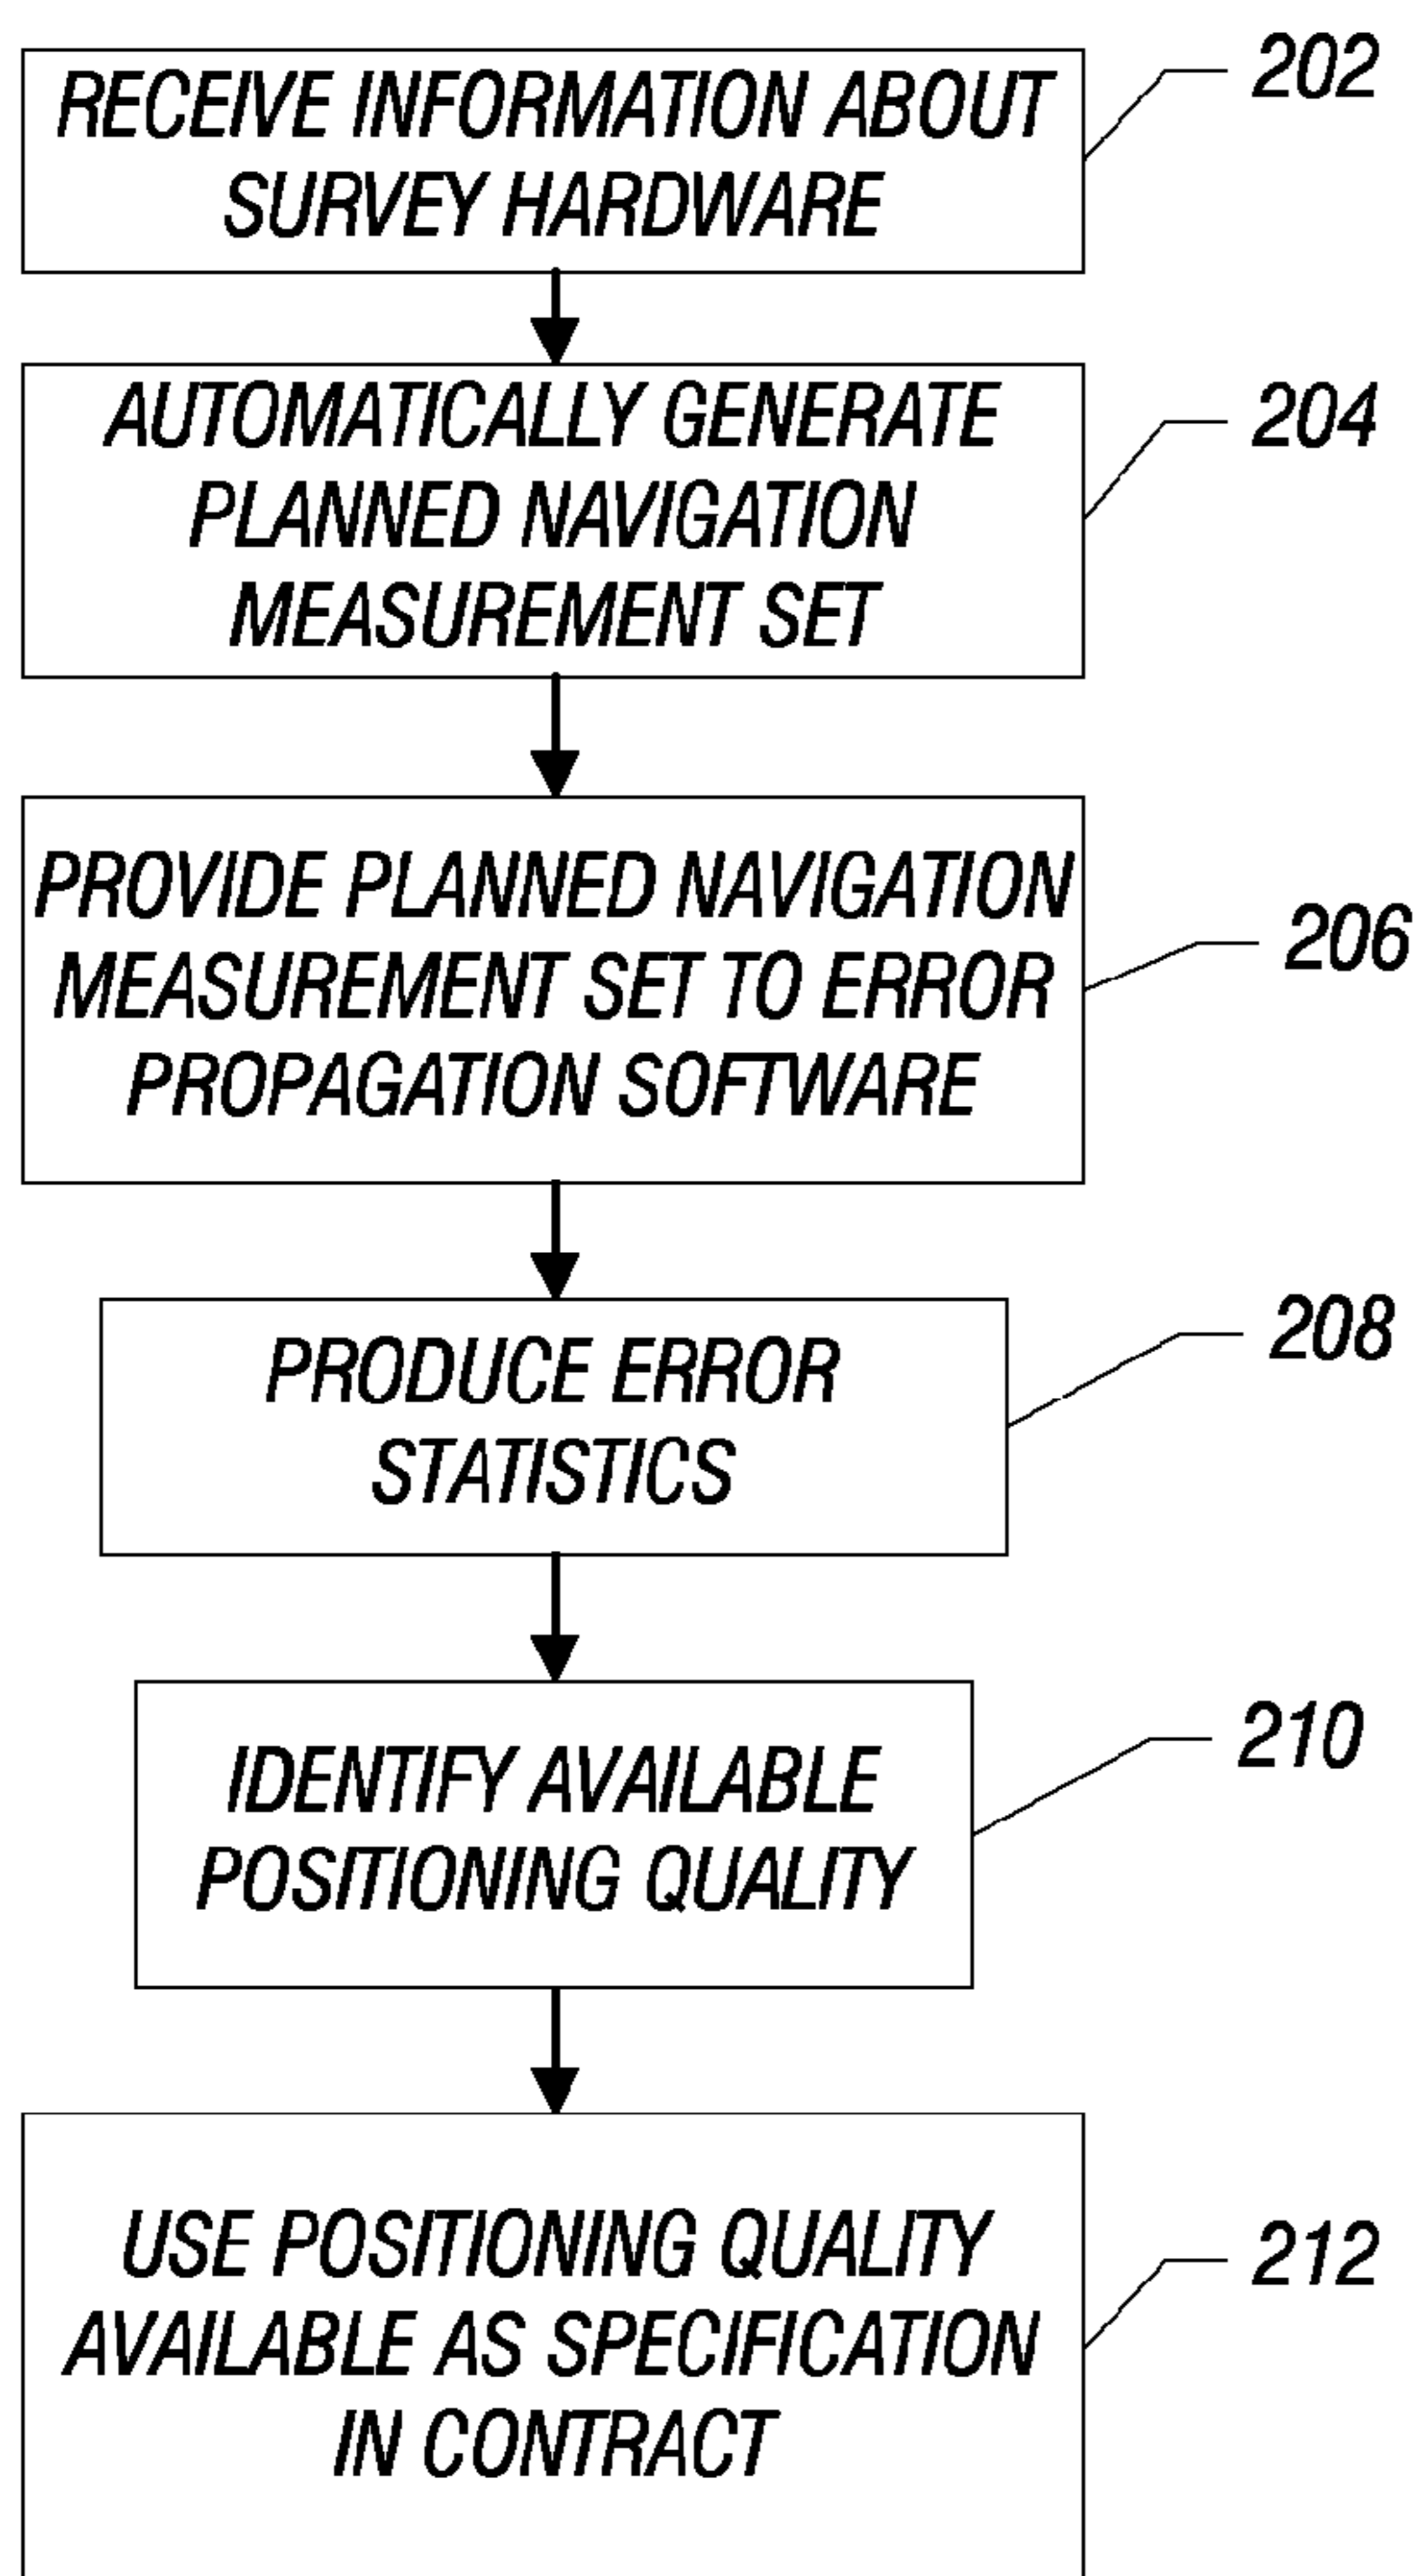 RECEIVE INFORMATION ABOUT
SURVEY HARDWARE
202
AUTOMATICALLY GENERATE
PLANNED NAVIGATION
MEASUREMENT SET
204
PROVIDE PLANNED NAVIGATION
MEASUREMENT SET TO ERROR
PROPAGATION SOFTWARE
206
PRODUCE ERROR
STATISTICS
208
IDENTIFY AVAILABLE
POSITIONING QUALITY
210
USE POSITIONING QUALITY
AVAILABLE AS SPECIFICATION
IN CONTRACT
212